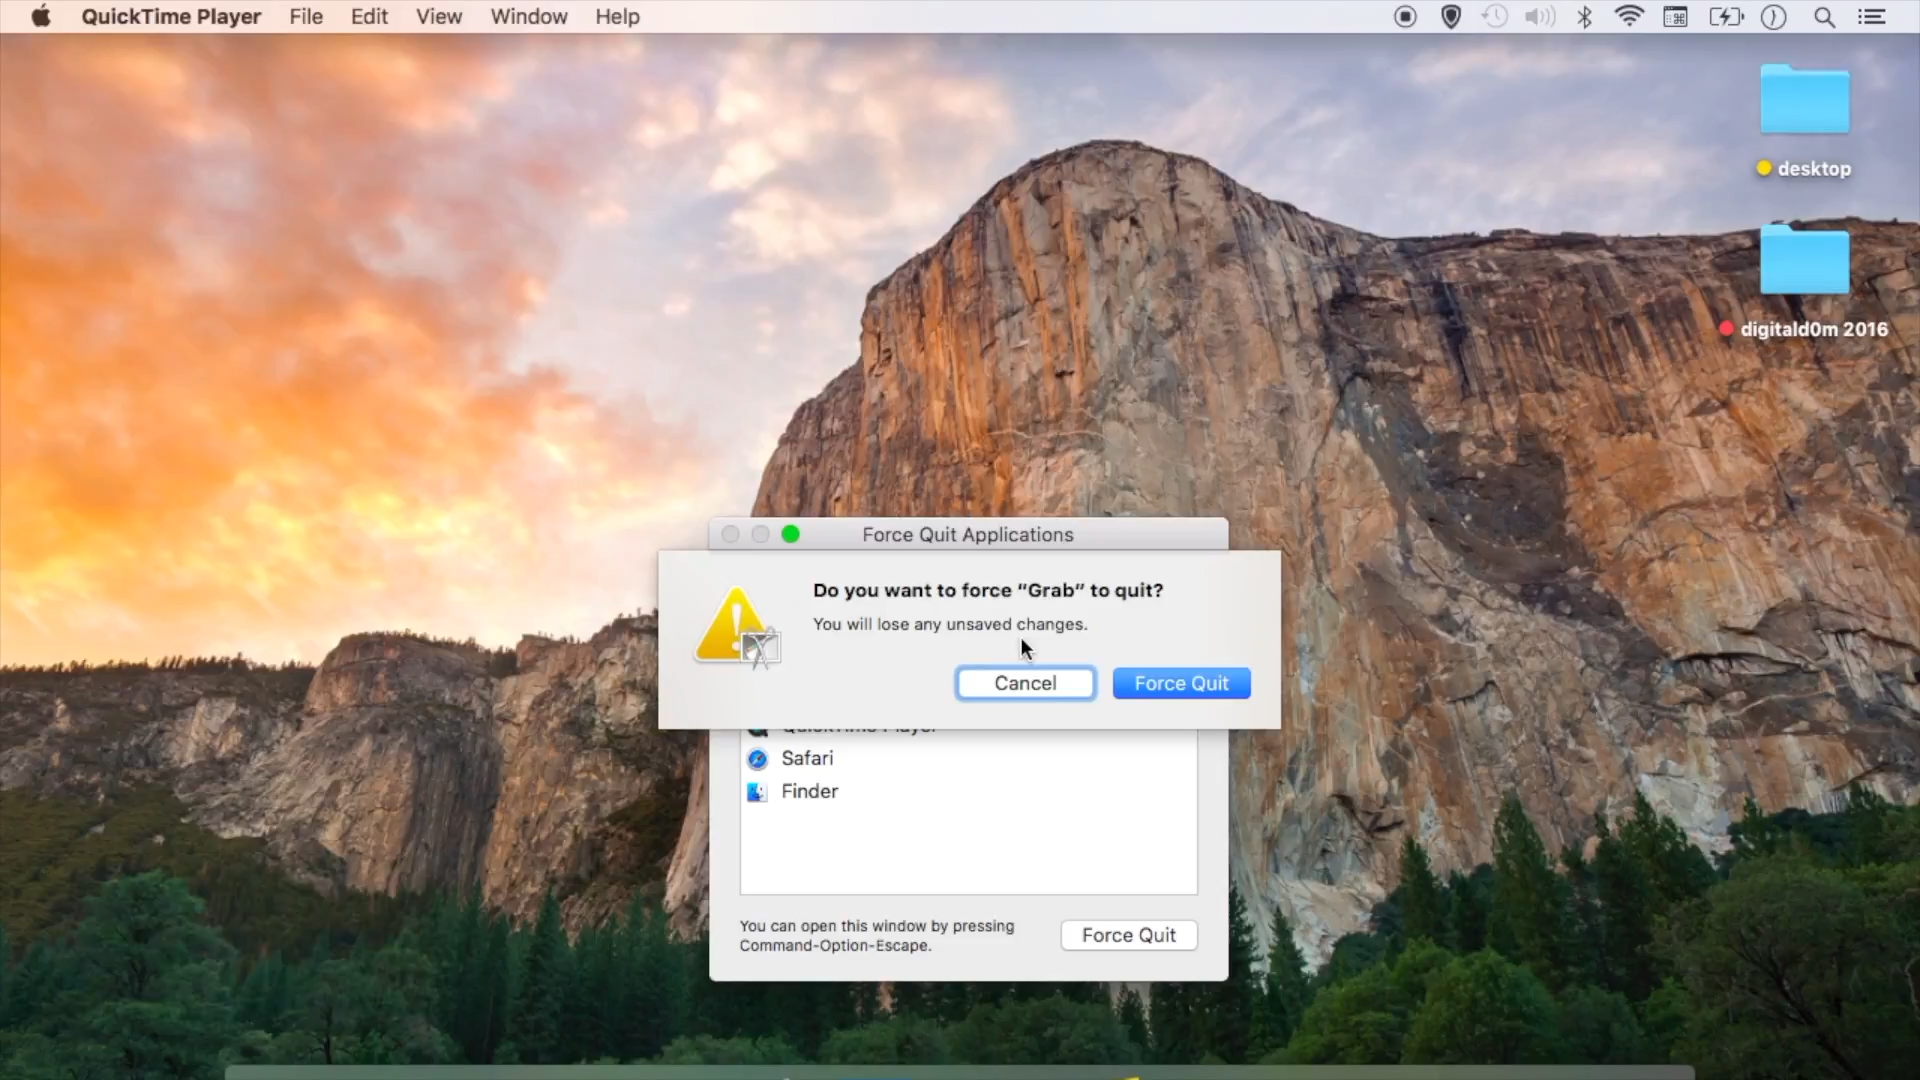 QuickTime Player File Edit View Window Help
desktop
digitald0m 2016
Force Quit Applications
Do you want to force “Grab” to quit?
You will lose any unsaved changes.
Cancel Force Quit
QuickTime Player
Safari
Finder
You can open this window by pressing
Command-Option-Escape.
Force Quit